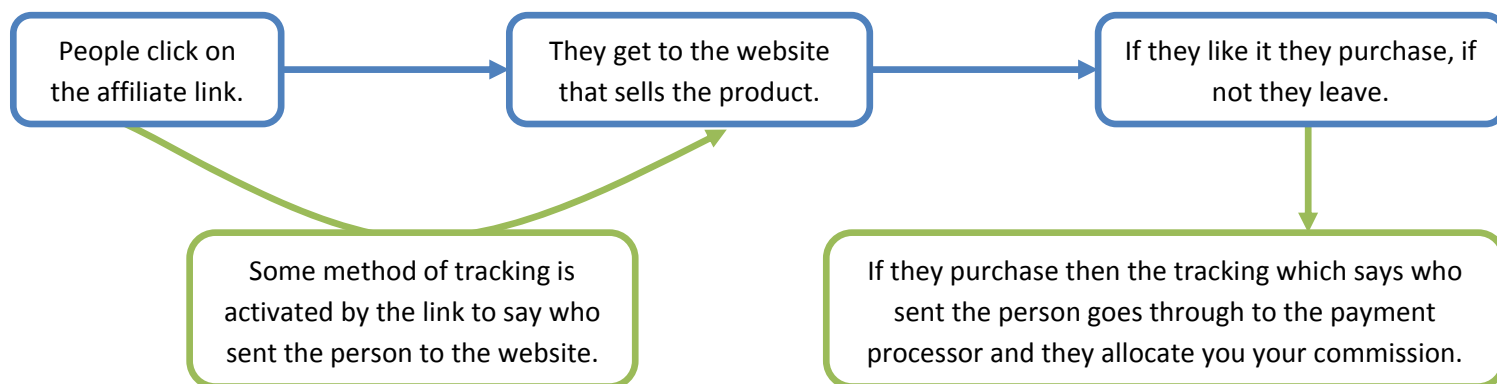 People click on
the affiliate link.
They get to the website
that sells the product.
If they like it they purchase, if
not they leave.
Some method of tracking is
activated by the link to say who
sent the person to the website.
If they purchase then the tracking which says who
sent the person goes through to the payment
processor and they allocate you your commission.